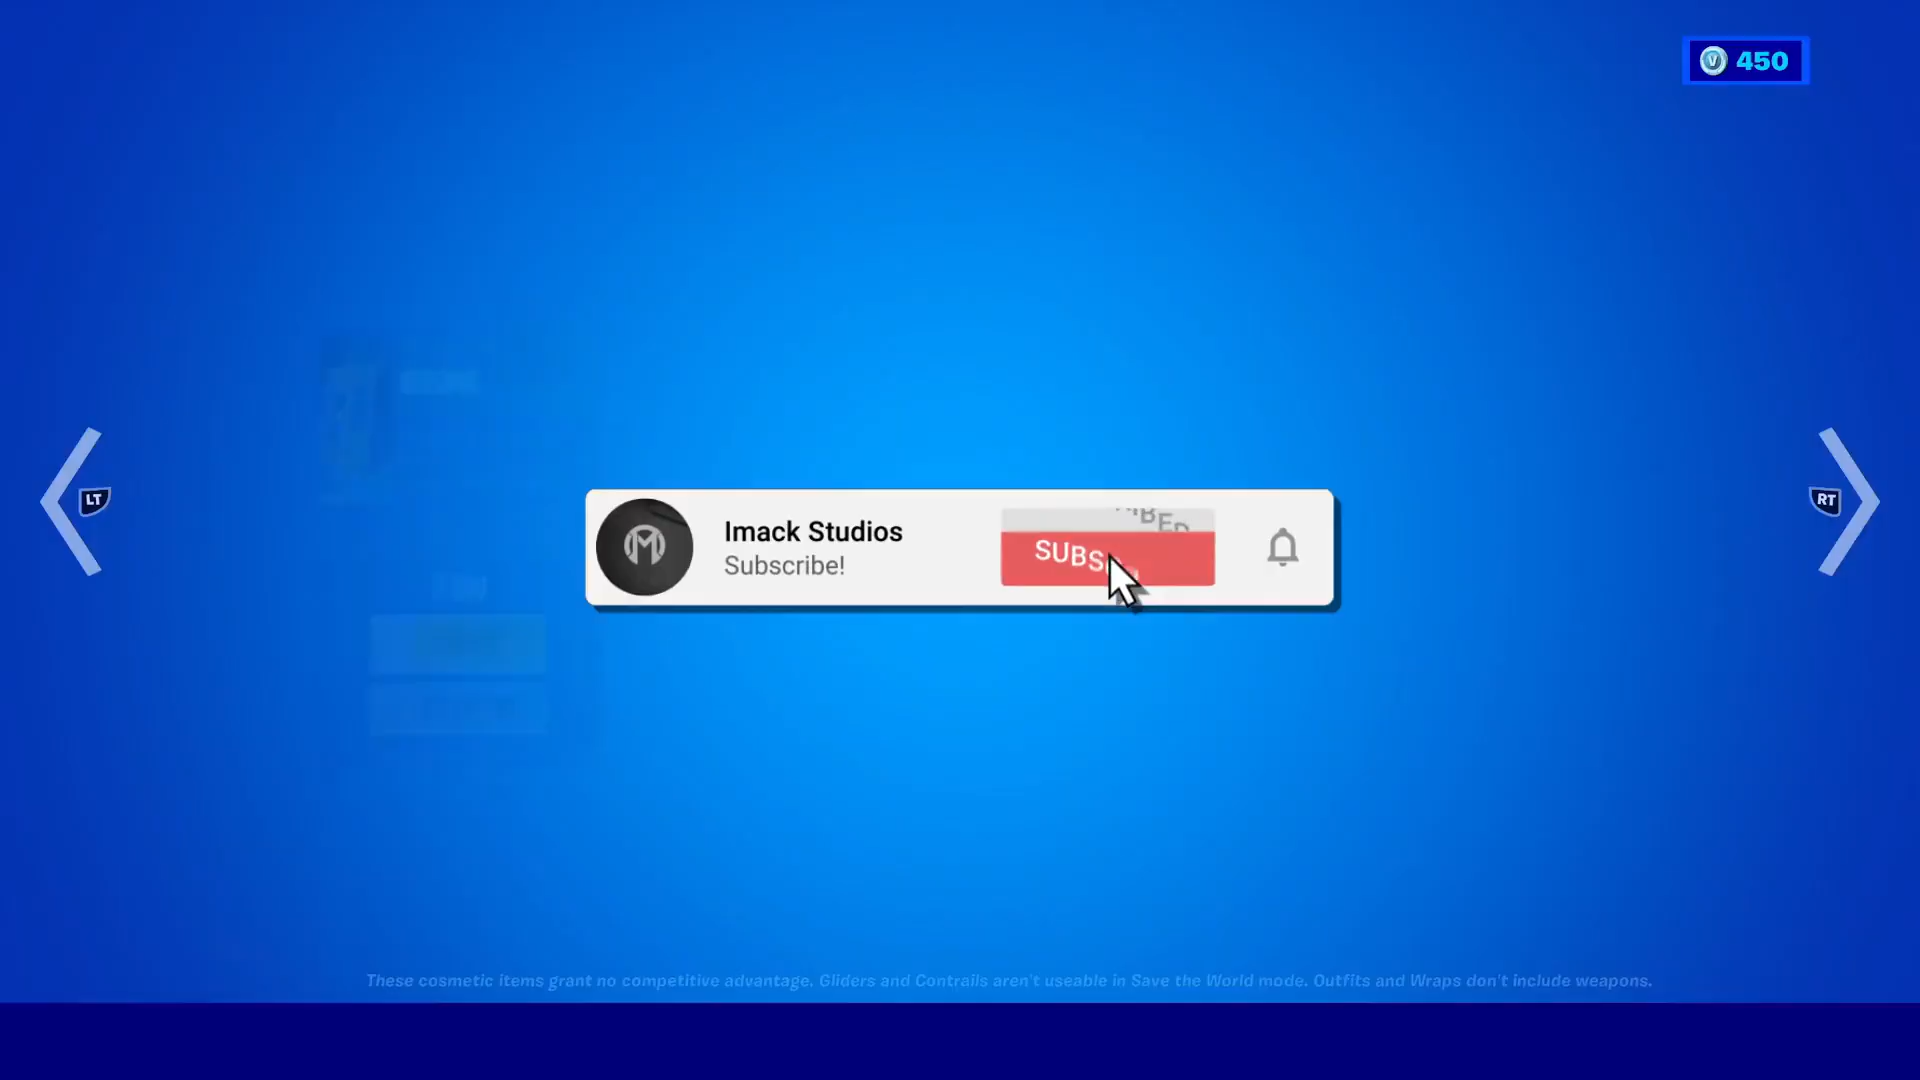 450
LT
RT
Imack Studios
Subscribe!
SUBS
These cosmetic items grant no competitive advantage. Gliders and Contrails aren't useable in Save the World mode. Outfits and Wraps don't include weapons.